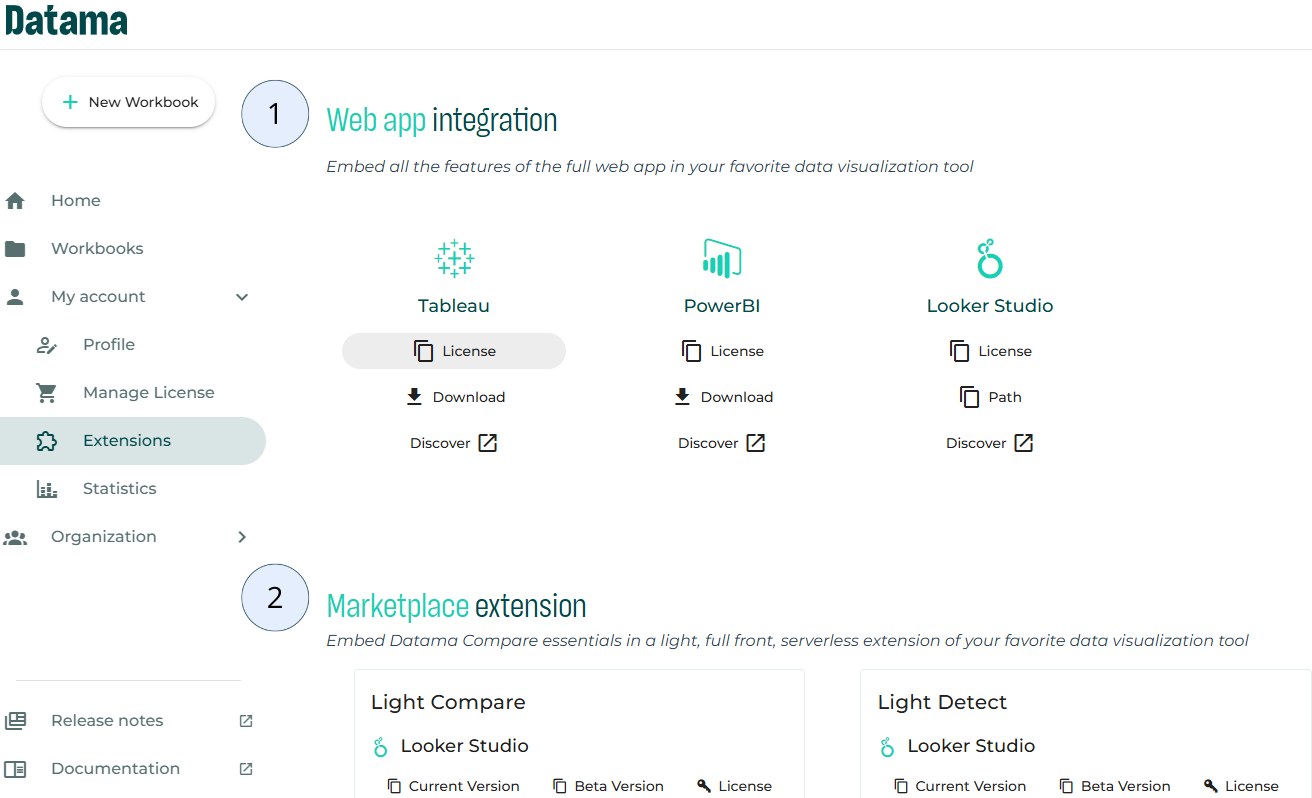 Datama
New Workbook
Home
Workbooks
My account
Profile
Manage License
Extensions
Statistics
Organization
Release notes
Documentation
1
Web app integration
Embed all the features of the full web app in your favorite data visualization tool
Tableau PowerBI Looker Studio
License License License
Download Download Path
Discover Discover Discover
2
Marketplace extension
Embed Datama Compare essentials in a light, full front, serverless extension of your favorite data visualization tool
Light Compare
Looker Studio
Current Version Beta Version License
Light Detect
Looker Studio
Current Version Beta Version License